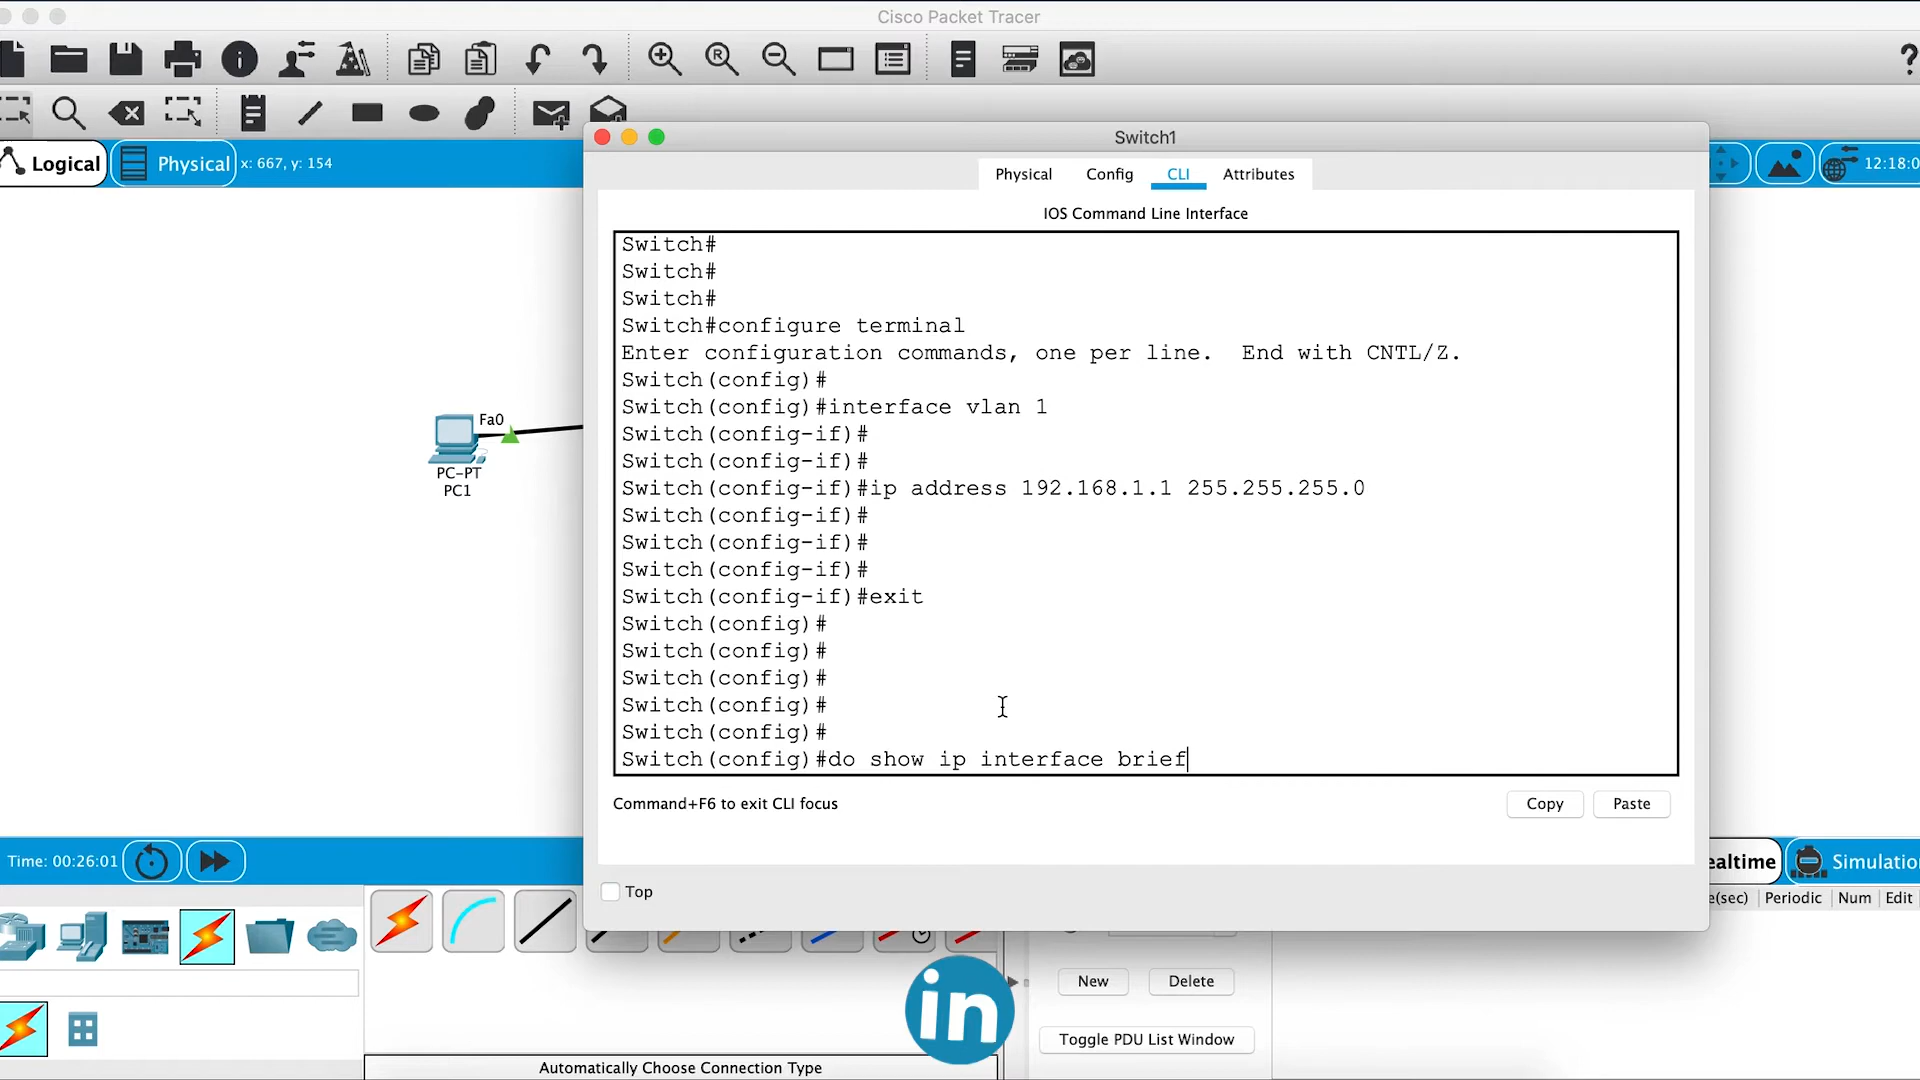 Cisco Packet Tracer
?
Logical
Physical
x: 667, y: 154
12:18:0
Switch1
Physical
Config
CLI
Attributes
IOS Command Line Interface
Switch#
Switch#
Switch#
Switch#configure terminal
Enter configuration commands, one per line.  End with CNTL/Z.
Switch(config)#
Switch(config)#interface vlan 1
Switch(config-if)#
Switch(config-if)#
Switch(config-if)#ip address 192.168.1.1 255.255.255.0
Switch(config-if)#
Switch(config-if)#
Switch(config-if)#
Switch(config-if)#exit
Switch(config)#
Switch(config)#
Switch(config)#
Switch(config)#
Switch(config)#
Switch(config)#do show ip interface brief
Fa0
PC-PT
PC1
Command+F6 to exit CLI focus
Copy
Paste
Time: 00:26:01
ealtime
Simulatio
Top
e(sec)
Periodic
Num
Edit
in
New
Delete
Toggle PDU List Window
Automatically Choose Connection Type